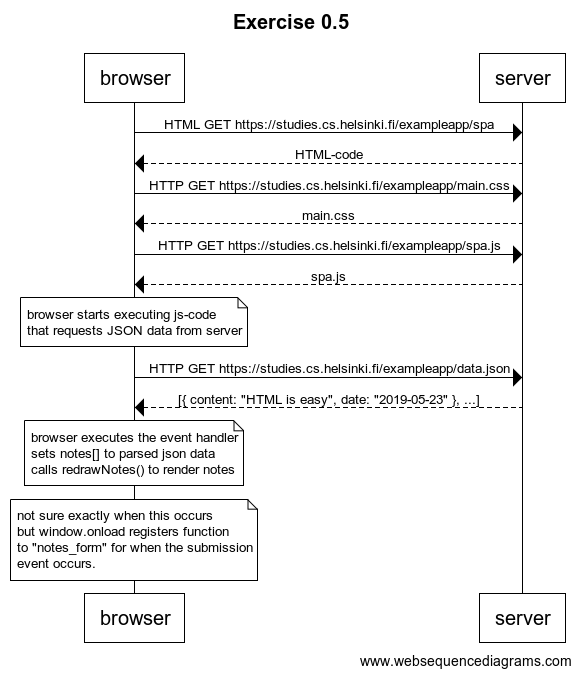 Exercise 0.5
browser
server
HTML GET https://studies.cs.helsinki.fi/exampleapp/spa
HTML-code
HTTP GET https://studies.cs.helsinki.fi/exampleapp/main.css
main.css
HTTP GET https://studies.cs.helsinki.fi/exampleapp/spa.js
spa.js
browser starts executing js-code
that requests JSON data from server
HTTP GET https://studies.cs.helsinki.fi/exampleapp/data.json
[{ content: "HTML is easy", date: "2019-05-23" }, ...]
browser executes the event handler
sets notes[] to parsed json data
calls redrawNotes() to render notes
not sure exactly when this occurs
but window.onload registers function
to "notes_form" for when the submission
event occurs.
browser
server
www.websequencediagrams.com